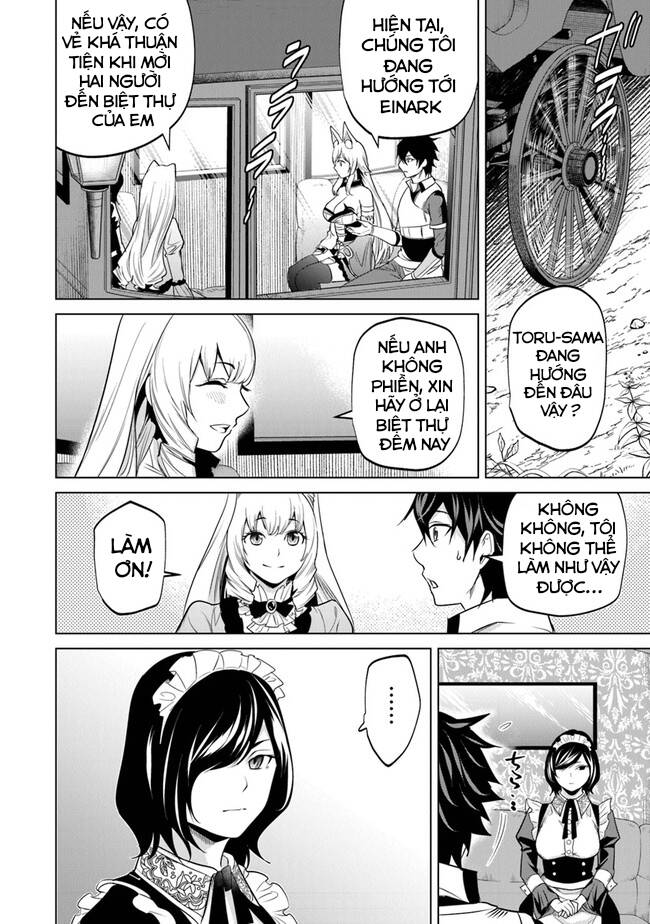 TORU-SAMA
ĐANG
HƯỚNG
ĐẾN ĐÂU
VẬY ?
HIỆN TẠI,
CHÚNG TÔI
ĐANG
HƯỚNG TỚI
EINARK
NẾU VẬY, CÓ
VẺ KHÁ THUẬN
TIỆN KHI MỜI
HAI NGƯỜI
ĐẾN BIỆT THỰ
CỦA EM
NẾU ANH
KHÔNG
PHIỀN, XIN
HÃY Ở LẠI
BIỆT THỰ
ĐÊM NAY
KHÔNG
KHÔNG, TÔI
KHÔNG THỂ
LÀM NHƯ VẬY
ĐƯỢC...
LÀM
ƠN!
......